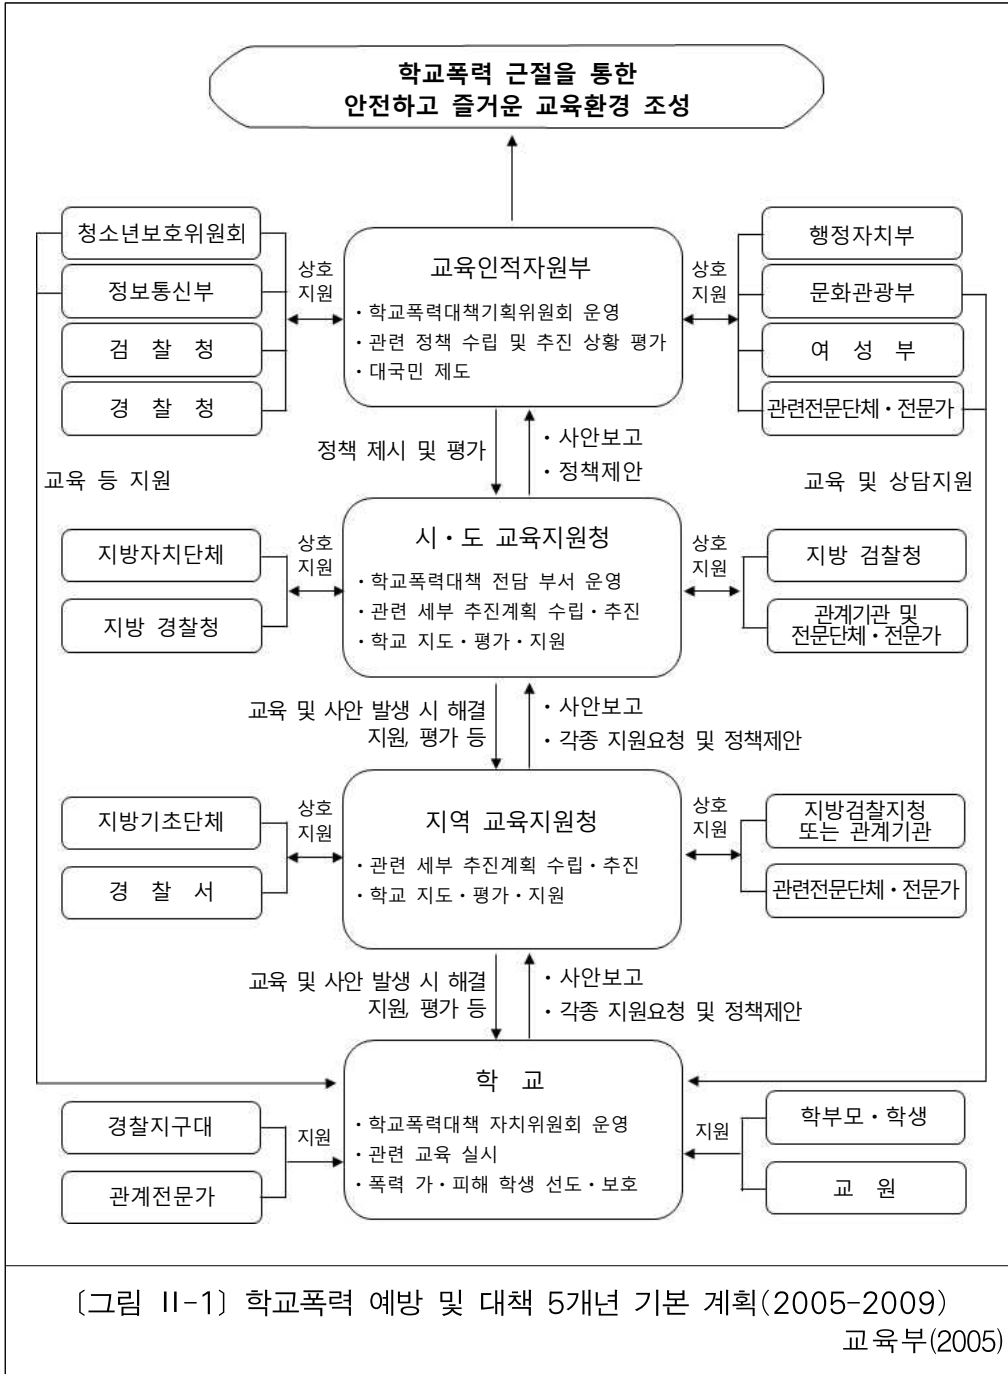 학교폭력 근절을 통한
안전하고 즐거운 교육환경 조성
청소년보호위원회
정보통신부
검 찰 청
경 찰 청
상호
지원
교육인적자원부
• 학교폭력대책기획위원회 운영
• 관련 정책 수립 및 추진 상황 평가
• 대국민 제도
상호
지원
행정자치부
문화관광부
여 성 부
관련전문단체・전문가
교육 등 지원
정책 제시 및 평가
• 사안보고
• 정책제안
교육 및 상담지원
지방자치단체
지방 경찰청
상호
지원
시・도 교육지원청
• 학교폭력대책 전담 부서 운영
• 관련 세부 추진계획 수립・추진
• 학교 지도・평가・지원
상호
지원
지방 검찰청
관계기관 및
전문단체・전문가
교육 및 사안 발생 시 해결
지원, 평가 등
• 사안보고
• 각종 지원요청 및 정책제안
지방기초단체
경 찰 서
상호
지원
지역 교육지원청
• 관련 세부 추진계획 수립・추진
• 학교 지도・평가・지원
상호
지원
지방검찰지청
또는 관계기관
관련전문단체・전문가
교육 및 사안 발생 시 해결
지원, 평가 등
• 사안보고
• 각종 지원요청 및 정책제안
경찰지구대
관계전문가
지원
학 교
• 학교폭력대책 자치위원회 운영
• 관련 교육 실시
• 폭력 가・피해 학생 선도・보호
지원
학부모・학생
교 원
〔그림 II-1〕 학교폭력 예방 및 대책 5개년 기본 계획(2005-2009)
교육부(2005)